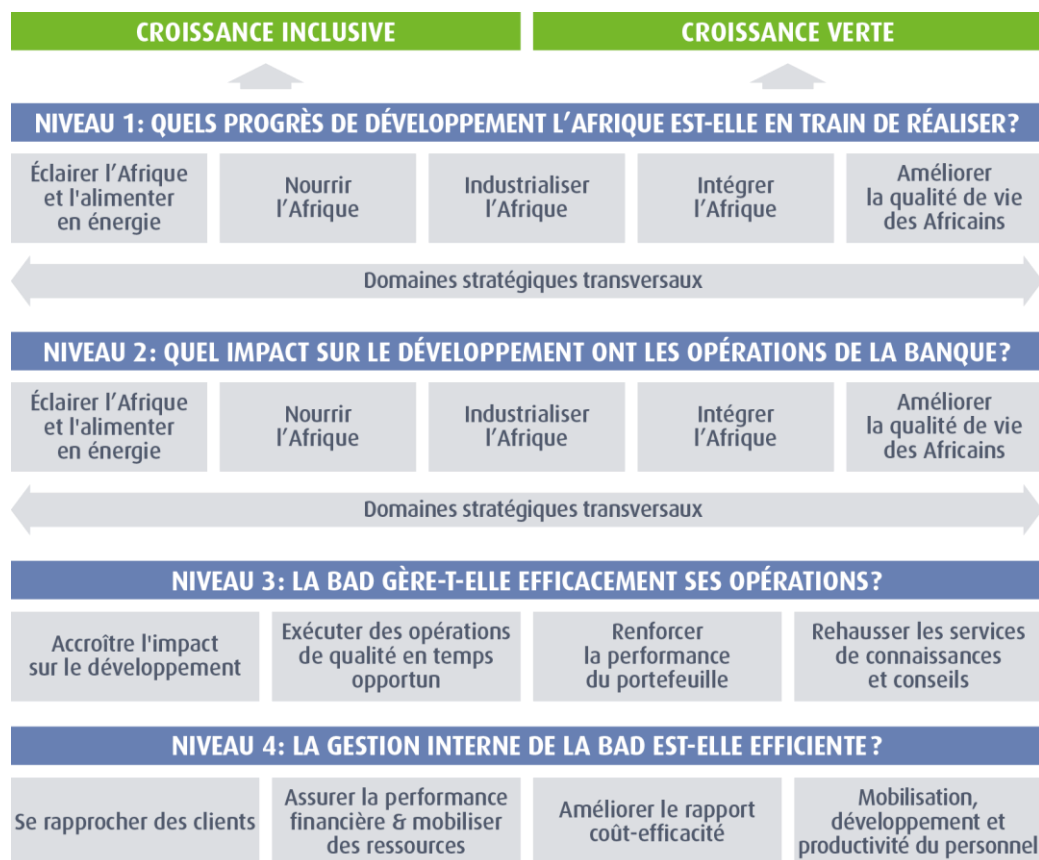 CROISSANCE INCLUSIVE
CROISSANCE VERTE
NIVEAU 1: QUELS PROGRÈS DE DÉVELOPPEMENT L’AFRIQUE EST-ELLE EN TRAIN DE RÉALISER?
Éclairer l’Afrique
et l'alimenter
en énergie
Nourrir
l’Afrique
Industrialiser
l’Afrique
Intégrer
l’Afrique
Améliorer
la qualité de vie
des Africains
Domaines stratégiques transversaux
NIVEAU 2: QUEL IMPACT SUR LE DÉVELOPPEMENT ONT LES OPÉRATIONS DE LA BANQUE?
Éclairer l’Afrique
et l'alimenter
en énergie
Nourrir
l’Afrique
Industrialiser
l’Afrique
Intégrer
l’Afrique
Améliorer
la qualité de vie
des Africains
Domaines stratégiques transversaux
NIVEAU 3: LA BAD GÈRE-T-ELLE EFFICACEMENT SES OPÉRATIONS?
Accroître l'impact
sur le développement
Exécuter des opérations
de qualité en temps
opportun
Renforcer
la performance
du portefeuille
Rehausser les services
de connaissances
et conseils
NIVEAU 4: LA GESTION INTERNE DE LA BAD EST-ELLE EFFICIENTE?
Se rapprocher des clients
Assurer la performance
financière & mobiliser
des ressources
Améliorer le rapport
coût-efficacité
Mobilisation,
développement et
productivité du personnel